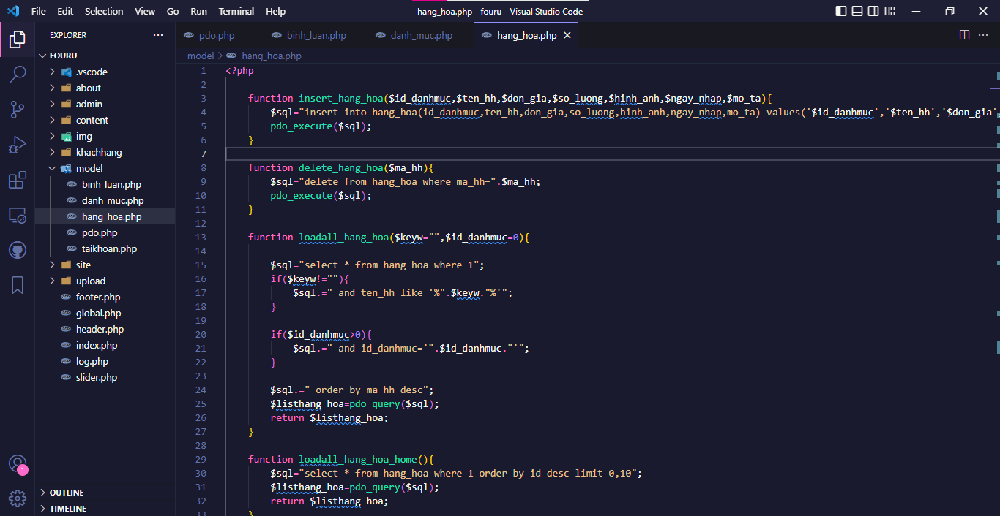 File Edit Selection View Go Run Terminal Help
hang_hoa.php - fouru - Visual Studio Code
EXPLORER
FOURU
.vscode
about
admin
content
img
khachhang
model
binh_luan.php
danh_muc.php
hang_hoa.php
pdo.php
taikhoan.php
site
upload
footer.php
global.php
header.php
index.php
log.php
slider.php
OUTLINE
TIMELINE
1
pdo.php binh_luan.php danh_muc.php hang_hoa.php
model > hang_hoa.php
1 <?php
2
3 function insert_hang_hoa($id_danhmuc,$ten_hh,$don_gia,$so_luong,$hinh_anh,$ngay_nhap,$mo_ta){
4 $sql="insert into hang_hoa(id_danhmuc,ten_hh,don_gia,so_luong,hinh_anh,ngay_nhap,mo_ta) values('$id_danhmuc','$ten_hh','$don_gia',
5 pdo_execute($sql);
6 }
7
8 function delete_hang_hoa($ma_hh){
9 $sql="delete from hang_hoa where ma_hh=".$ma_hh;
10 pdo_execute($sql);
11 }
12
13 function loadall_hang_hoa($keyw="",$id_danhmuc=0){
14
15 $sql="select * from hang_hoa where 1";
16 if($keyw!=""){
17 $sql.=" and ten_hh like '%".$keyw."%'";
18 }
19
20 if($id_danhmuc>0){
21 $sql.=" and id_danhmuc='".$id_danhmuc."'";
22 }
23
24 $sql.=" order by ma_hh desc";
25 $listhang_hoa=pdo_query($sql);
26 return $listhang_hoa;
27 }
28
29 function loadall_hang_hoa_home(){
30 $sql="select * from hang_hoa where 1 order by id desc limit 0,10";
31 $listhang_hoa=pdo_query($sql);
32 return $listhang_hoa;
33 }